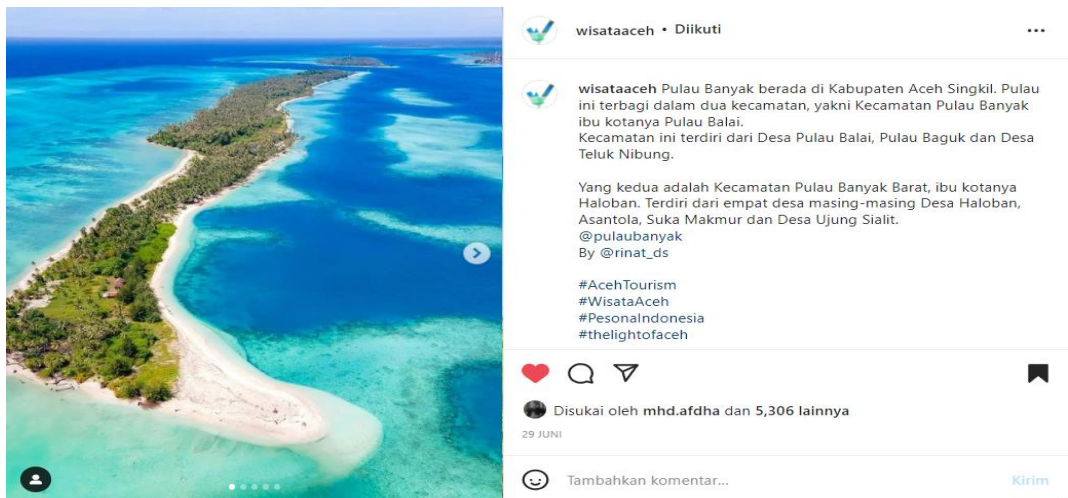 wisataaceh • Diikuti
wisataaceh Pulau Banyak berada di Kabupaten Aceh Singkil. Pulau
ini terbagi dalam dua kecamatan, yakni Kecamatan Pulau Banyak
ibu kotanya Pulau Balai.
Kecamatan ini terdiri dari Desa Pulau Balai, Pulau Baguk dan Desa
Teluk Nibung.
Yang kedua adalah Kecamatan Pulau Banyak Barat, ibu kotanya
Haloban. Terdiri dari empat desa masing-masing Desa Haloban,
Asantola, Suka Makmur dan Desa Ujung Sialit.
@pulaubanyak
By @rinat_ds
#AcehTourism
#WisataAceh
#PesonaIndonesia
#thelightofaceh
Disukai oleh mhd.afdha dan 5,306 lainnya
29 JUNI
Tambahkan komentar...
Kirim